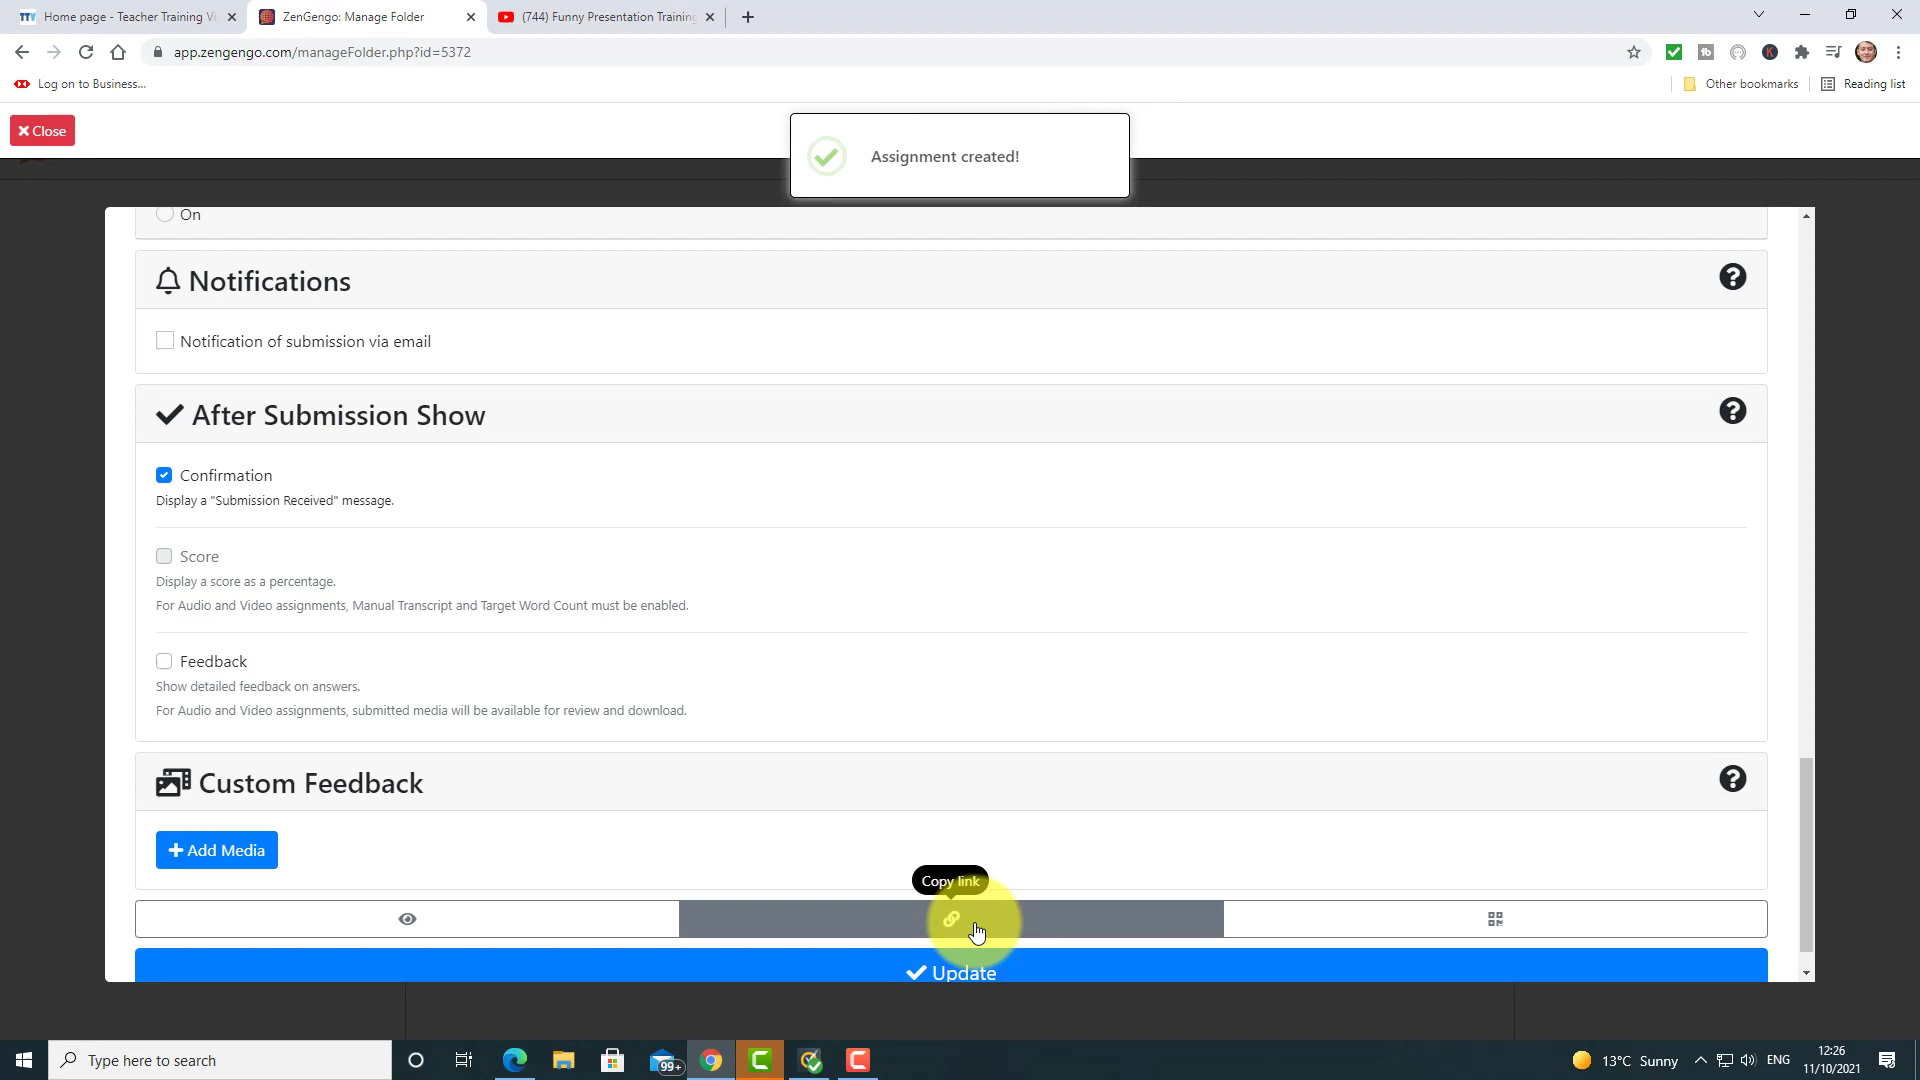 Home page - Teacher Training Vi
ZenGengo: Manage Folder
(744) Funny Presentation Training
app.zengengo.com/manageFolder.php?id=5372
Log on to Business...
Other bookmarks
Reading list
Close
Assignment created!
On
Notifications
Notification of submission via email
After Submission Show
Confirmation
Display a "Submission Received" message.
Score
Display a score as a percentage.
For Audio and Video assignments, Manual Transcript and Target Word Count must be enabled.
Feedback
Show detailed feedback on answers.
For Audio and Video assignments, submitted media will be available for review and download.
Custom Feedback
Add Media
Copy link
Update
Type here to search
99+
13°C Sunny
ENG
12:26
11/10/2021